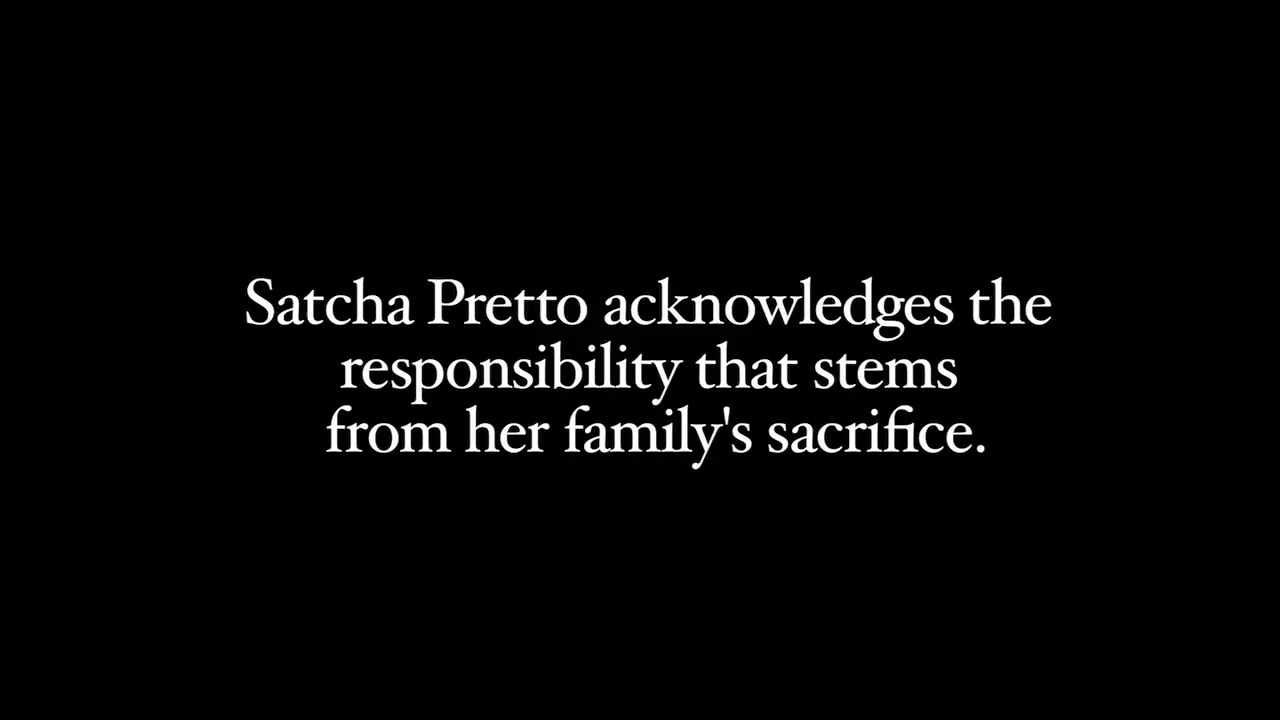 Satcha Pretto acknowledges the
responsibility that stems
from her family's sacrifice.